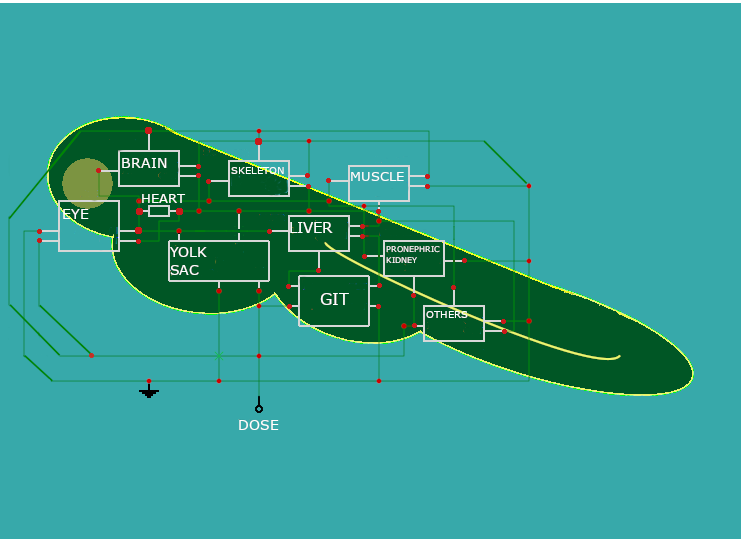 BRAIN
SKELETON
MUSCLE
HEART
EYE
LIVER
YOLK
SAC
PRONEPHRIC
KIDNEY
GIT
OTHERS
DOSE